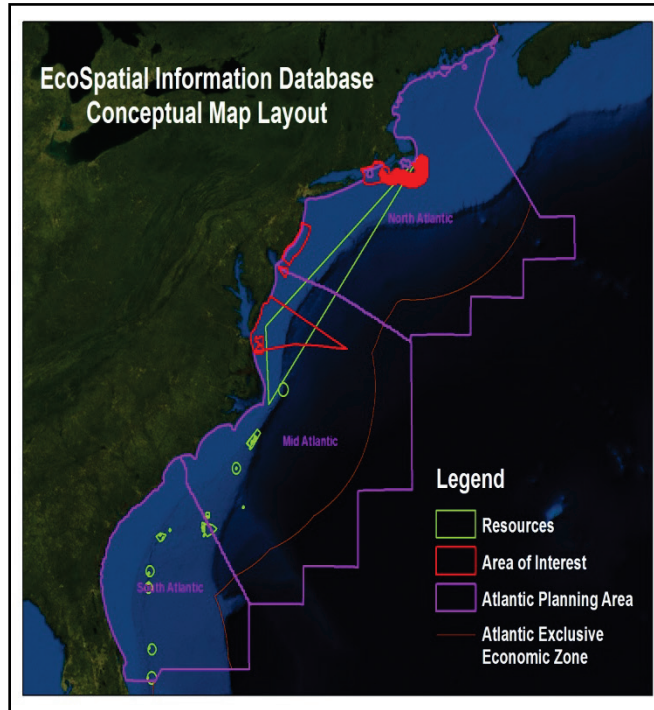 EcoSpatial Information Database
Conceptual Map Layout
North Atlantic
Mid Atlantic
South Atlantic
Legend
Resources
Area of Interest
Atlantic Planning Area
Atlantic Exclusive
Economic Zone